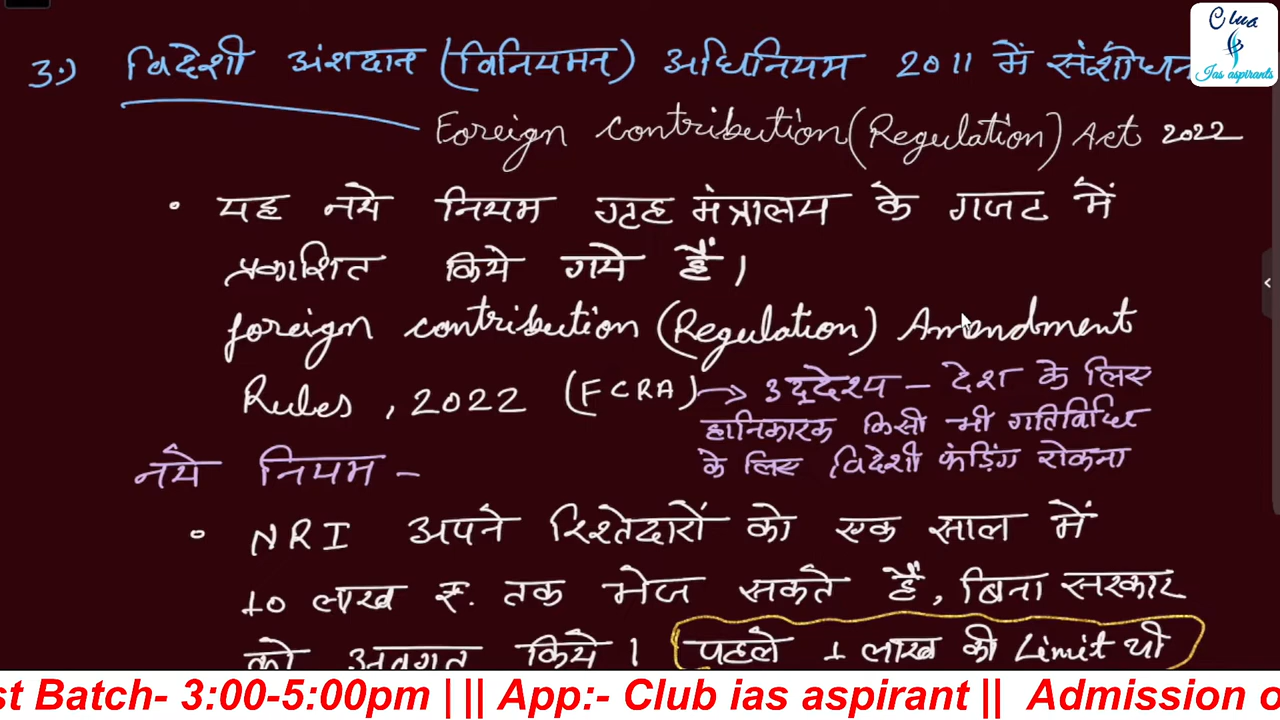 Club
Ias aspirants
3.) विदेशी अंशदान (विनियमन) अधिनियम 2011 में संशोधन
Foreign contribution (Regulation) Act 2022
• यह नये नियम गृह मंत्रालय के गजट में
प्रकाशित किये गये हैं।
foreign contribution (Regulation) Amendment
Rules, 2022 (FCRA) → उद्देश्य - देश के लिए
हानिकारक किसी भी गतिविधि
के लिए विदेशी फंडिंग रोकना
नये नियम -
• NRI अपने रिश्तेदारों को एक साल में
10 लाख रु. तक भेज सकते हैं, बिना सरकार
को अवगत किये। पहले 1 लाख की Limit थी
st Batch- 3:00-5:00pm | || App:- Club ias aspirant || Admission o